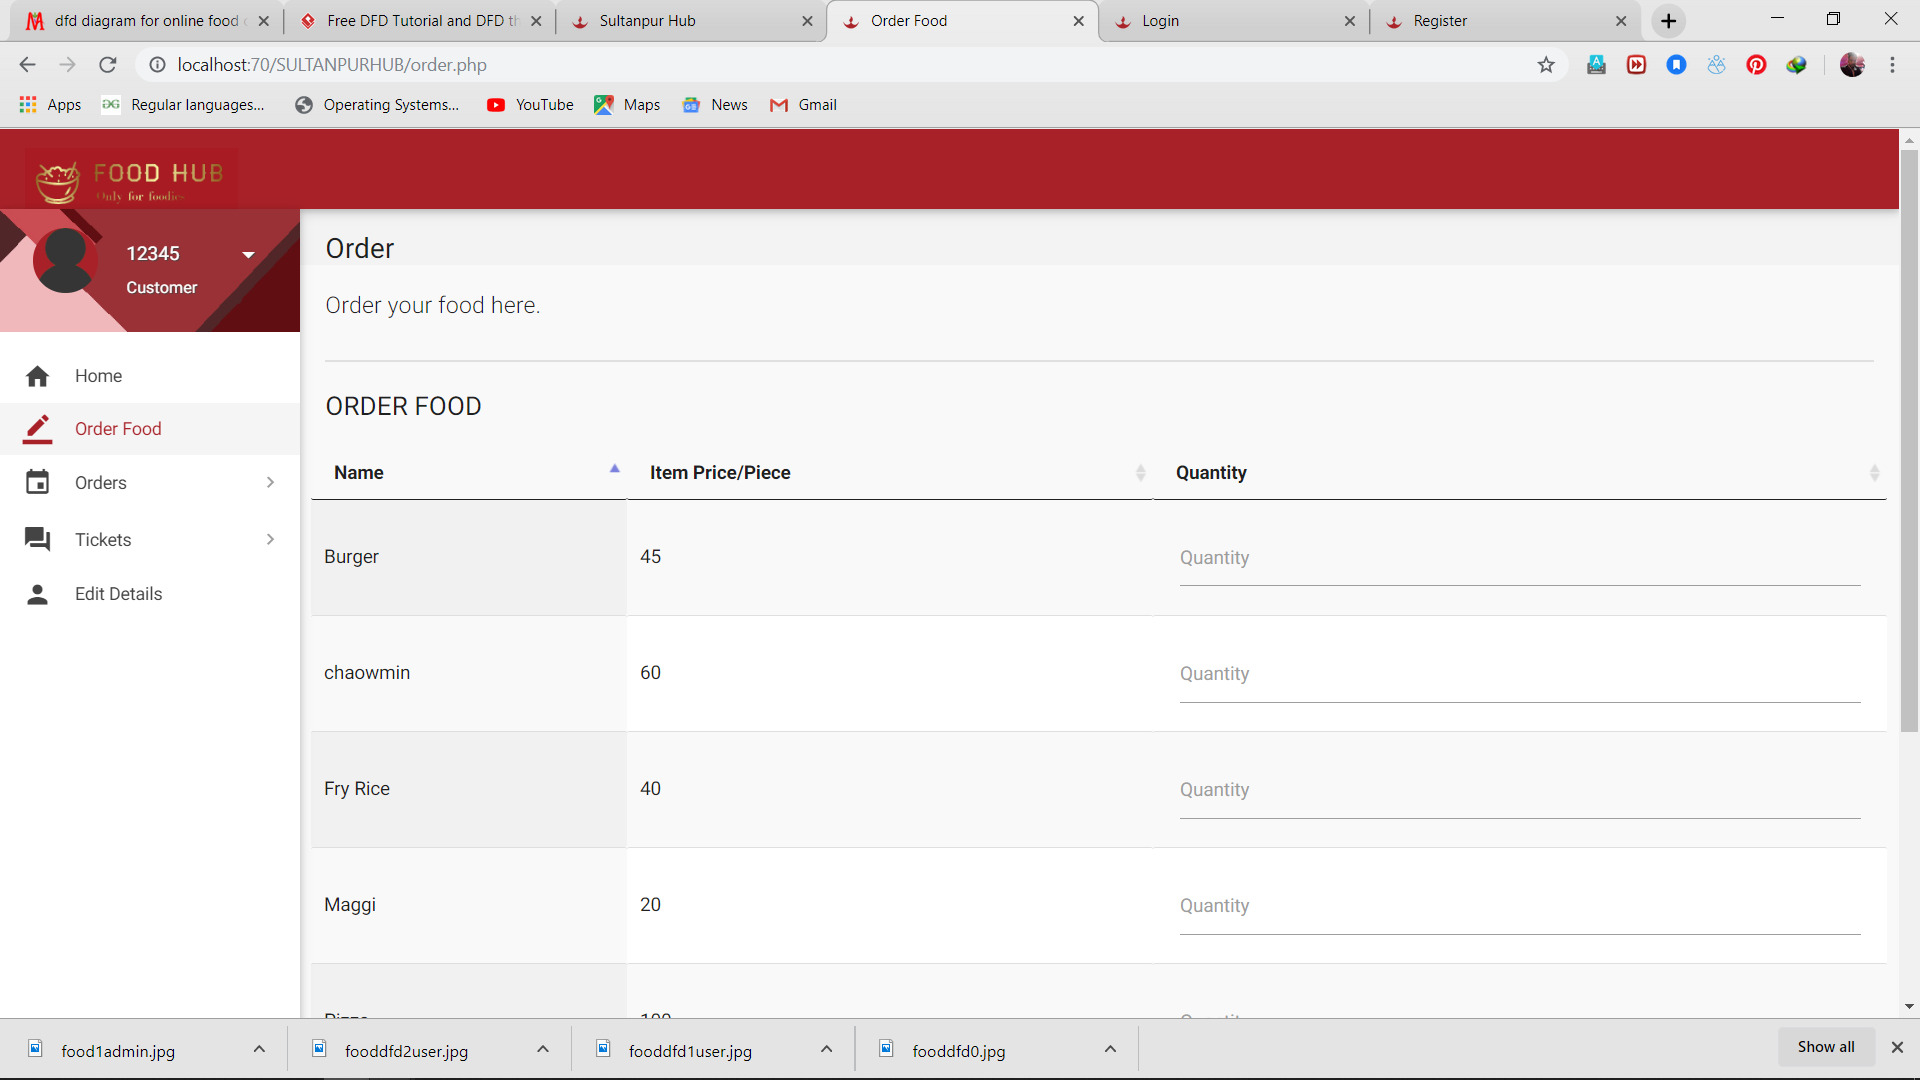 dfd diagram for online food
Free DFD Tutorial and DFD
Sultanpur Hub
Order Food
Login
Register
localhost:70/SULTANPURHUB/order.php
Apps
Regular languages...
Operating Systems...
YouTube
Maps
News
Gmail
FOOD HUB
Only for foodies
12345
Customer
Home
Order Food
Orders
Tickets
Edit Details
Order
Order your food here.
ORDER FOOD
Name Item Price/Piece Quantity
Burger 45 Quantity
chaowmin 60 Quantity
Fry Rice 40 Quantity
Maggi 20 Quantity
food1admin.jpg
fooddfd2user.jpg
fooddfd1user.jpg
fooddfd0.jpg
Show all